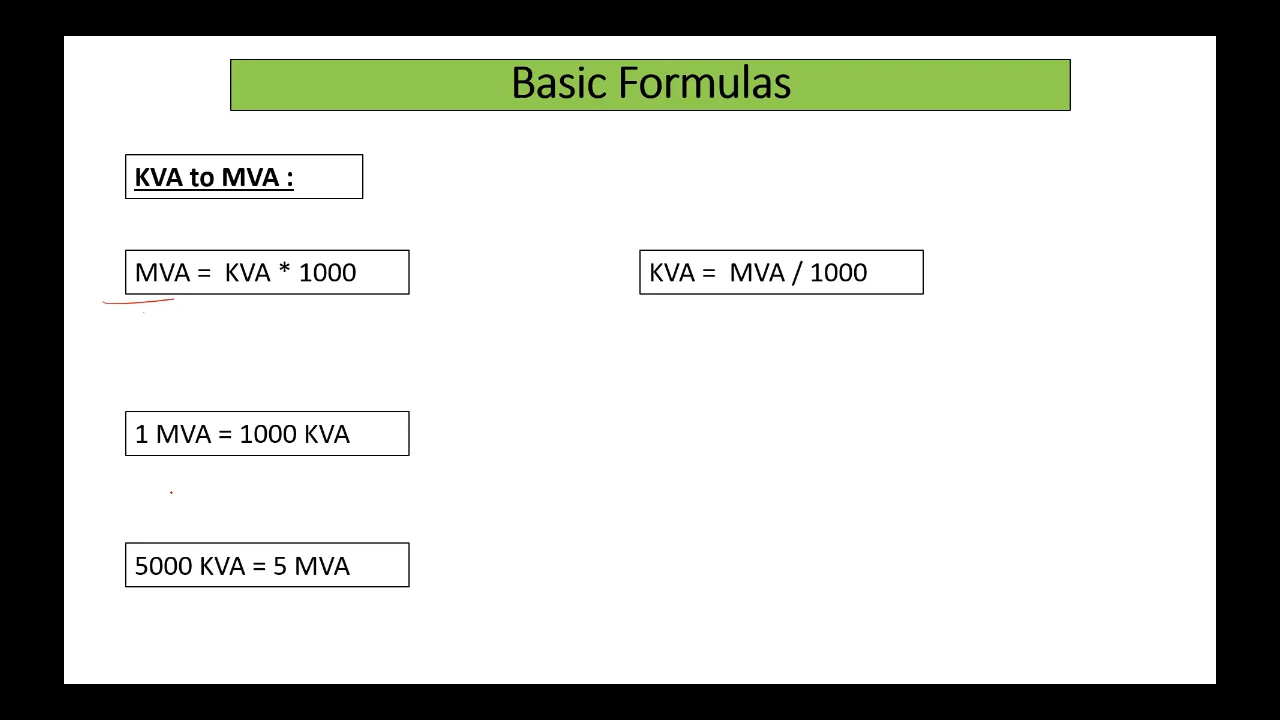 Basic Formulas
KVA to MVA :
MVA = KVA * 1000
KVA = MVA / 1000
1 MVA = 1000 KVA
5000 KVA = 5 MVA